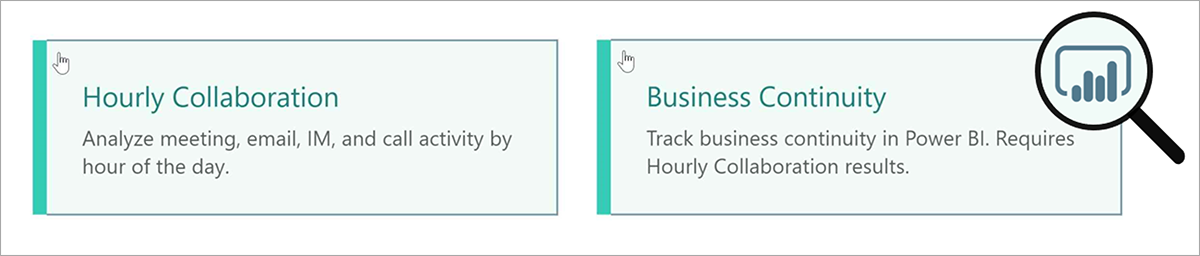 Hourly Collaboration
Analyze meeting, email, IM, and call activity by
hour of the day.
Business Continuity
Track business continuity in Power BI. Requires
Hourly Collaboration results.